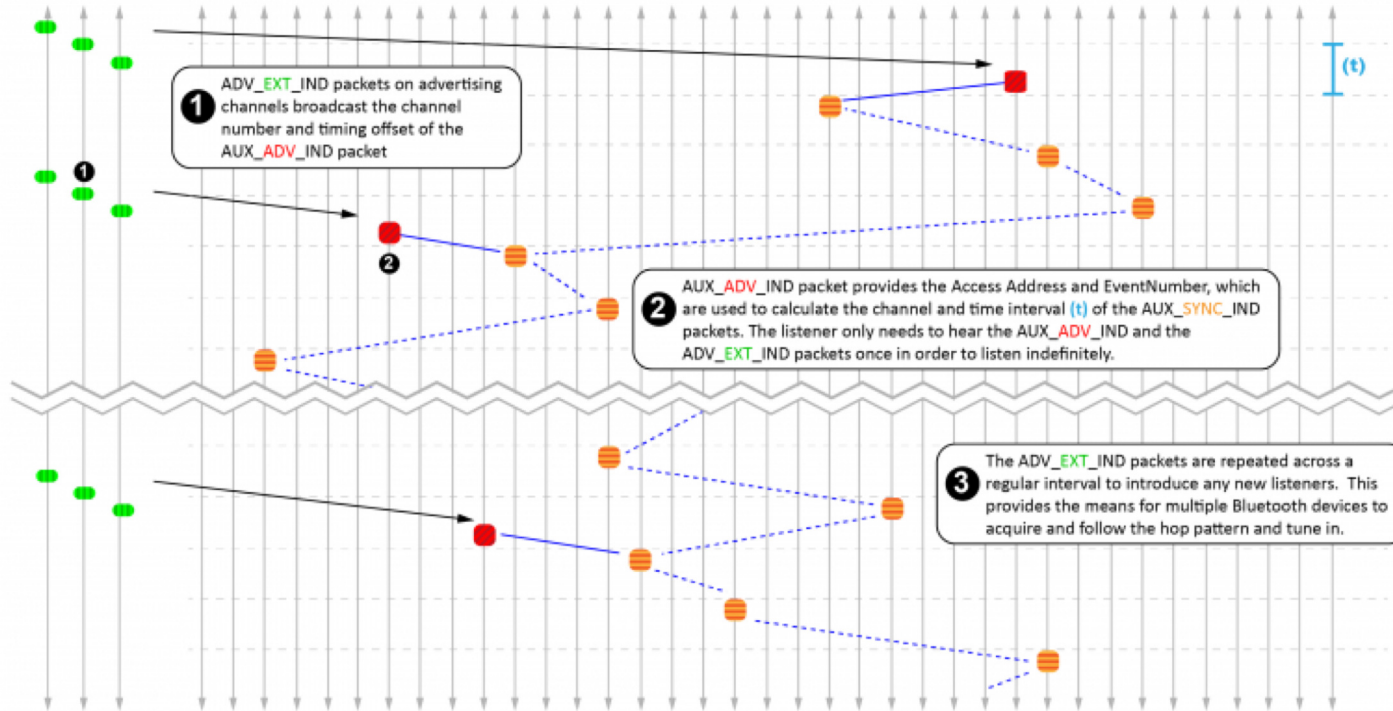 (t)
1
ADV_EXT_IND packets on advertising
channels broadcast the channel
number and timing offset of the
AUX_ADV_IND packet
1
2
2
AUX_ADV_IND packet provides the Access Address and EventNumber, which
are used to calculate the channel and time interval (t) of the AUX_SYNC_IND
packets. The listener only needs to hear the AUX_ADV_IND and the
ADV_EXT_IND packets once in order to listen indefinitely.
3
The ADV_EXT_IND packets are repeated across a
regular interval to introduce any new listeners. This
provides the means for multiple Bluetooth devices to
acquire and follow the hop pattern and tune in.